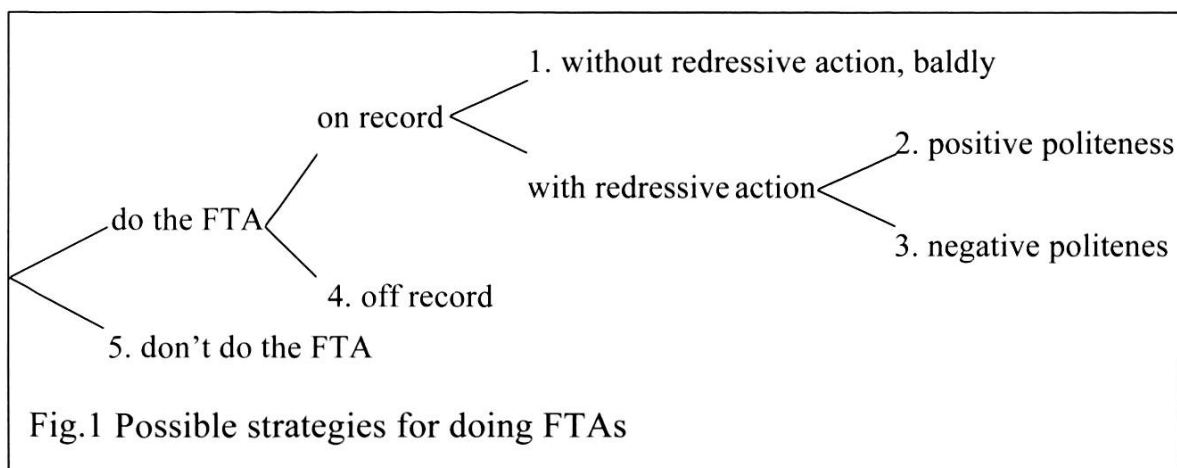 1. without redressive action, baldly
on record
2. positive politeness
with redressive action
do the FTA
3. negative politenes
4. off record
5. don't do the FTA
Fig.1 Possible strategies for doing FTAs